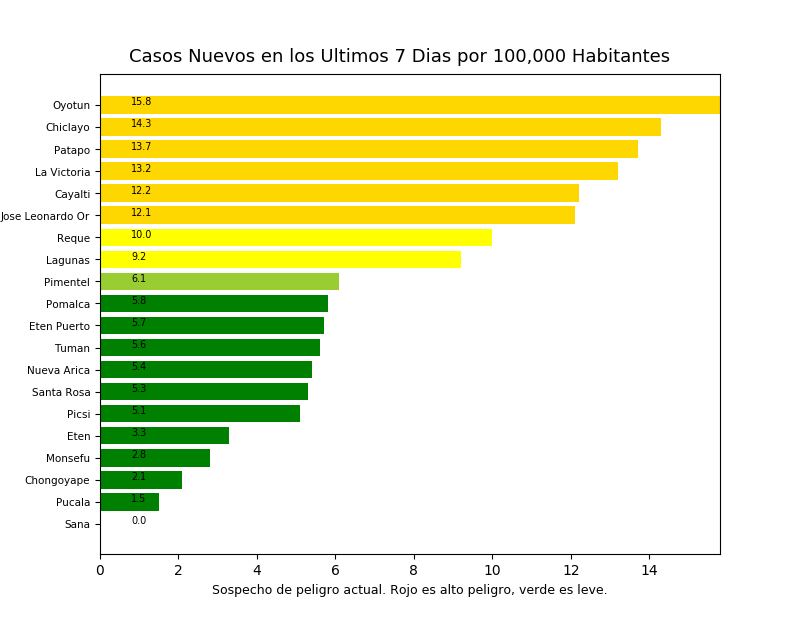 Casos Nuevos en los Ultimos 7 Dias por 100,000 Habitantes
Oyotun 15.8
Chiclayo 14.3
Patapo 13.7
La Victoria 13.2
Cayalti 12.2
Jose Leonardo Or 12.1
Reque 10.0
Lagunas 9.2
Pimentel 6.1
Pomalca 5.8
Eten Puerto 5.7
Tuman 5.6
Nueva Arica 5.4
Santa Rosa 5.3
Picsi 5.1
Eten 3.3
Monsefu 2.8
Chongoyape 2.1
Pucala 1.5
Sana 0.0
0 2 4 6 8 10 12 14
Sospecho de peligro actual. Rojo es alto peligro, verde es leve.